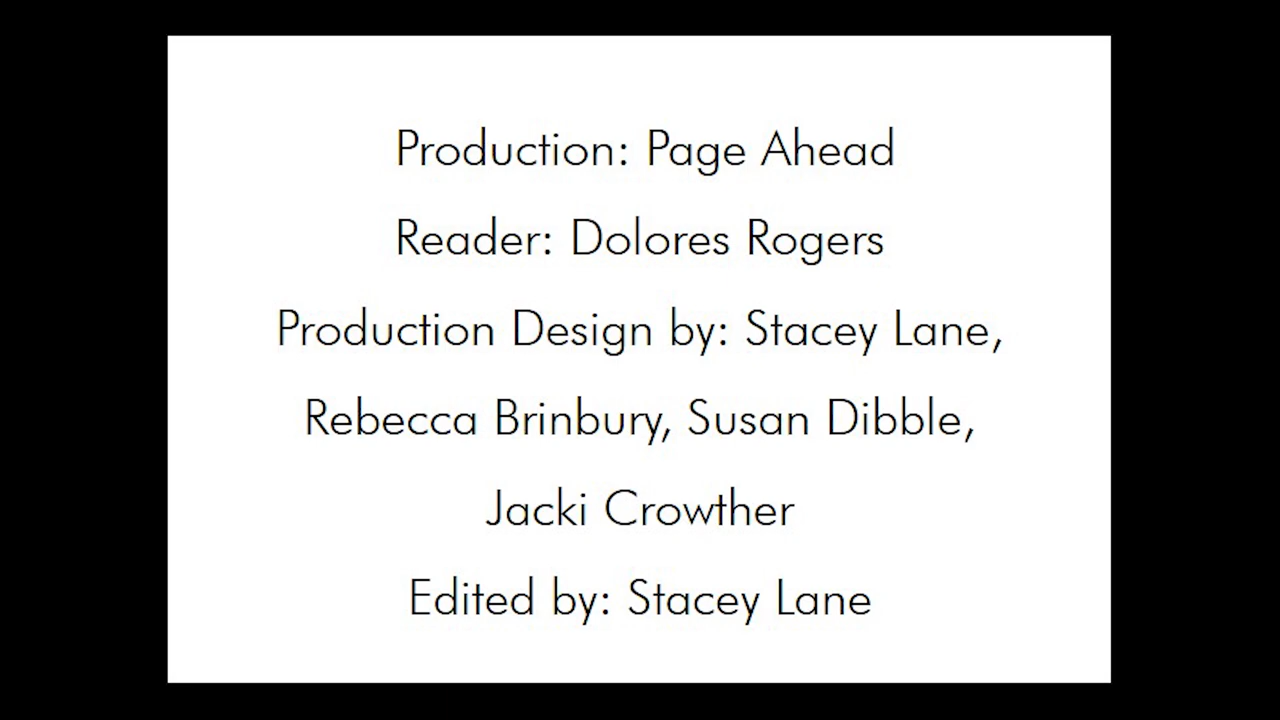 Production: Page Ahead
Reader: Dolores Rogers
Production Design by: Stacey Lane,
Rebecca Brinbury, Susan Dibble,
Jacki Crowther
Edited by: Stacey Lane